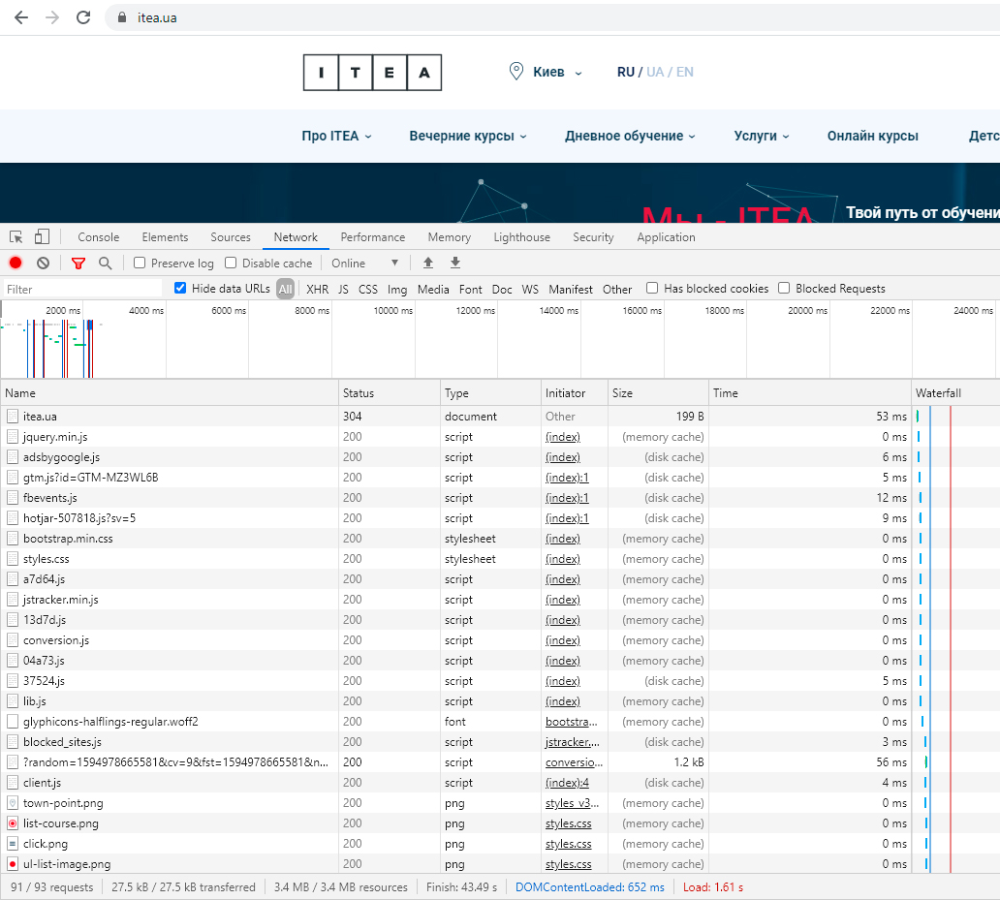 itea.ua
I T E A
Киев
RU / UA / EN
Про ITEA Вечерние курсы Дневное обучение Услуги Онлайн курсы Детс
Мы - ITEA Твой путь от обучени
Console Elements Sources Network Performance Memory Lighthouse Security Application
Preserve log Disable cache Online
Filter Hide data URLs All XHR JS CSS Img Media Font Doc WS Manifest Other Has blocked cookies Blocked Requests
2000 ms 4000 ms 6000 ms 8000 ms 10000 ms 12000 ms 14000 ms 16000 ms 18000 ms 20000 ms 22000 ms 24000 ms
Name Status Type Initiator Size Time Waterfall
itea.ua 304 document Other 199 B 53 ms
jquery.min.js 200 script (index) (memory cache) 0 ms
adsbygoogle.js 200 script (index) (disk cache) 6 ms
gtm.js?id=GTM-MZ3WL6B 200 script (index):1 (disk cache) 5 ms
fbevents.js 200 script (index):1 (disk cache) 12 ms
hotjar-507818.js?sv=5 200 script (index):1 (disk cache) 9 ms
bootstrap.min.css 200 stylesheet (index) (memory cache) 0 ms
styles.css 200 stylesheet (index) (memory cache) 0 ms
a7d64.js 200 script (index) (memory cache) 0 ms
jstracker.min.js 200 script (index) (memory cache) 0 ms
13d7d.js 200 script (index) (memory cache) 0 ms
conversion.js 200 script (index) (memory cache) 0 ms
04a73.js 200 script (index) (memory cache) 0 ms
37524.js 200 script (index) (disk cache) 5 ms
lib.js 200 script (index) (memory cache) 0 ms
glyphicons-halflings-regular.woff2 200 font bootstra... (memory cache) 0 ms
blocked_sites.js 200 script jstracker.... (disk cache) 3 ms
?random=1594978665581&cv=9&fst=1594978665581&n... 200 script conversio... 1.2 kB 56 ms
client.js 200 script (index):4 (disk cache) 4 ms
town-point.png 200 png styles_v3... (memory cache) 0 ms
list-course.png 200 png styles.css (memory cache) 0 ms
click.png 200 png styles.css (memory cache) 0 ms
ul-list-image.png 200 png styles.css (memory cache) 0 ms
91 / 93 requests 27.5 kB / 27.5 kB transferred 3.4 MB / 3.4 MB resources Finish: 43.49 s DOMContentLoaded: 652 ms Load: 1.61 s